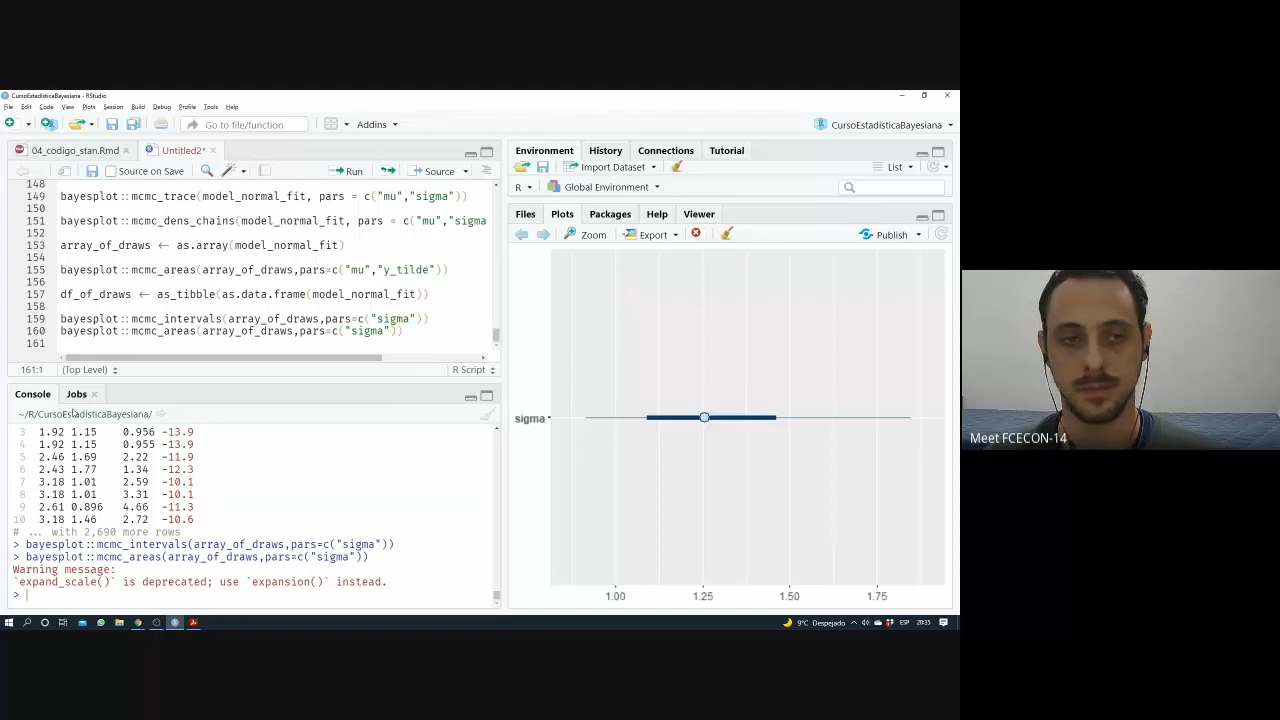 CursoEstadisticaBayesiana - RStudio
File Edit Code View Plots Session Build Debug Profile Tools Help
Go to file/function Addins CursoEstadisticaBayesiana
04_codigo_stan.Rmd Untitled2*
Source on Save Run Source
148
149 bayesplot::mcmc_trace(model_normal_fit, pars = c("mu","sigma"))
150
151 bayesplot::mcmc_dens_chains(model_normal_fit, pars = c("mu","sigma
152
153 array_of_draws ← as.array(model_normal_fit)
154
155 bayesplot::mcmc_areas(array_of_draws,pars=c("mu","y_tilde"))
156
157 df_of_draws ← as_tibble(as.data.frame(model_normal_fit))
158
159 bayesplot::mcmc_intervals(array_of_draws,pars=c("sigma"))
160 bayesplot::mcmc_areas(array_of_draws,pars=c("sigma"))
161
161:1 (Top Level) R Script
Console Jobs
~/R/CursoEstadisticaBayesiana/
3 1.92 1.15 0.956 -13.9
4 1.92 1.15 0.955 -13.9
5 2.46 1.69 2.22 -11.9
6 2.43 1.77 1.34 -12.3
7 3.18 1.01 2.59 -10.1
8 3.18 1.01 3.31 -10.1
9 2.61 0.896 4.66 -11.3
10 3.18 1.46 2.72 -10.6
# … with 2,690 more rows
> bayesplot::mcmc_intervals(array_of_draws,pars=c("sigma"))
> bayesplot::mcmc_areas(array_of_draws,pars=c("sigma"))
Warning message:
`expand_scale()` is deprecated; use `expansion()` instead.
>
Environment History Connections Tutorial
Import Dataset List
R Global Environment
Files Plots Packages Help Viewer
Zoom Export Publish
sigma
1.00 1.25 1.50 1.75
Meet FCECON-14
9°C Despejado ESP 20:35